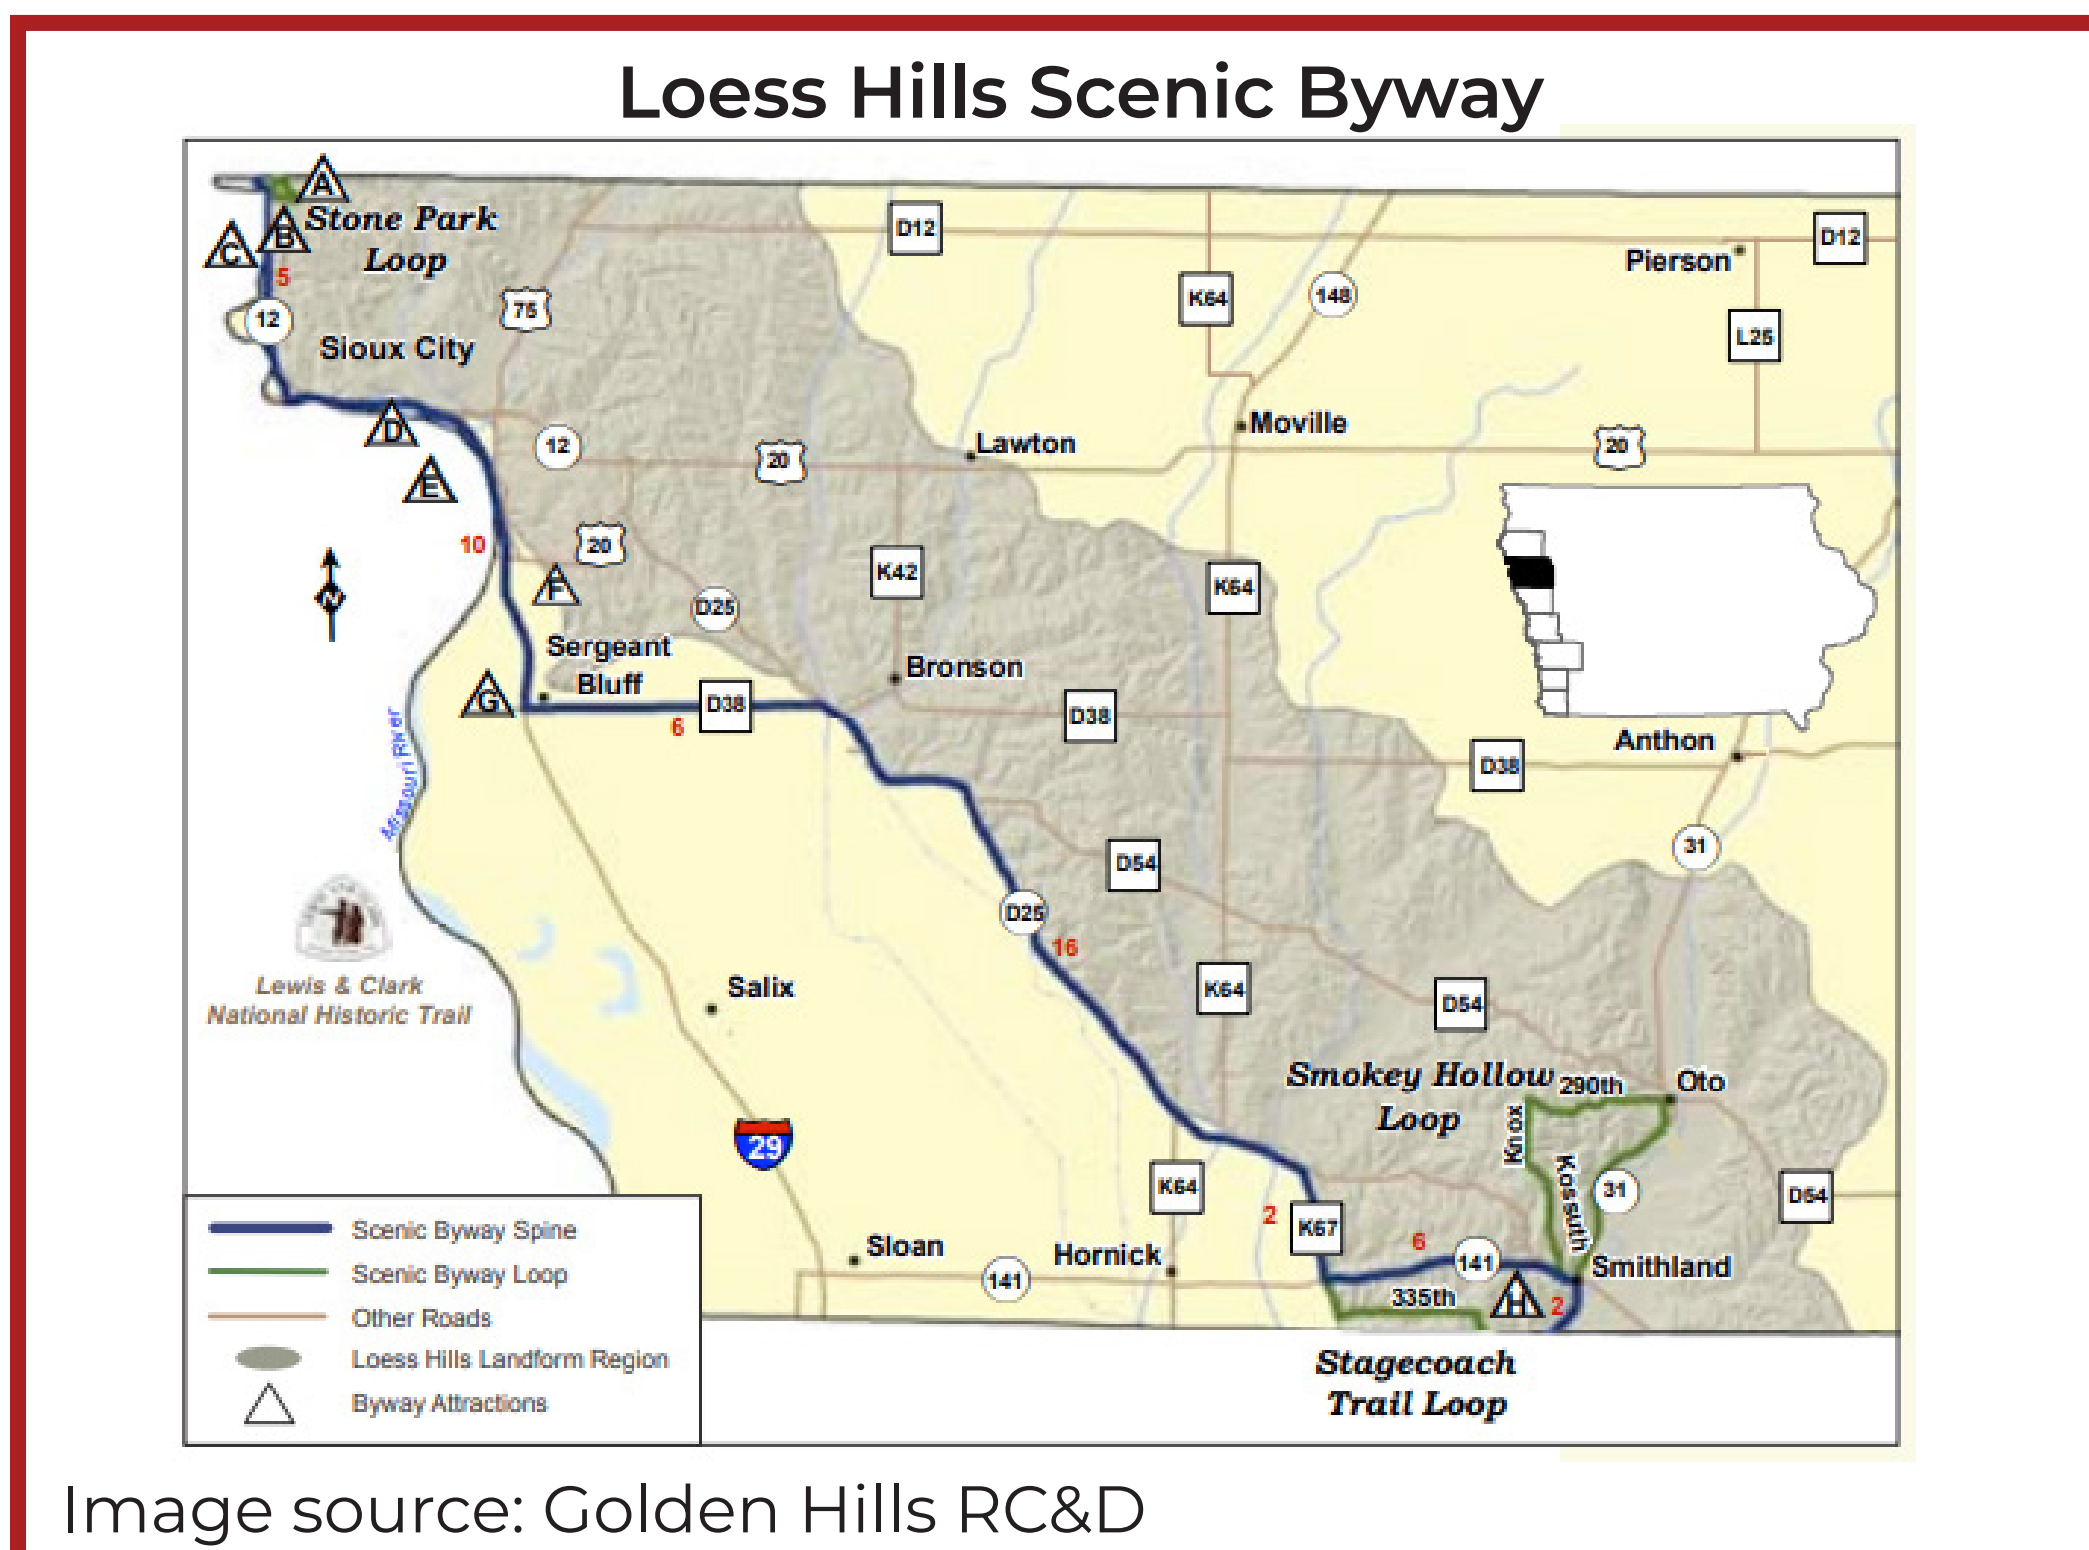 Loess Hills Scenic Byway
A
Stone Park
Loop
B
C
5
12
Sioux City
75
D12
K64
148
Pierson
D12
L25
D
E
12
20
Lawton
Moville
20
10
20
F
D25
K42
K64
Sergeant
Bluff
Bronson
G
D38
6
D38
Anthon
D38
Missouri River
N
31
D54
D25
16
Lewis & Clark
National Historic Trail
Salix
K64
D54
Smokey Hollow
Loop
290th
Oto
Knox
Kossuth
31
D54
29
K64
2
K67
6
141
Smithland
Sloan
141
Hornick
335th
H
2
Scenic Byway Spine
Scenic Byway Loop
Other Roads
Loess Hills Landform Region
Byway Attractions
Stagecoach
Trail Loop
Image source: Golden Hills RC&D